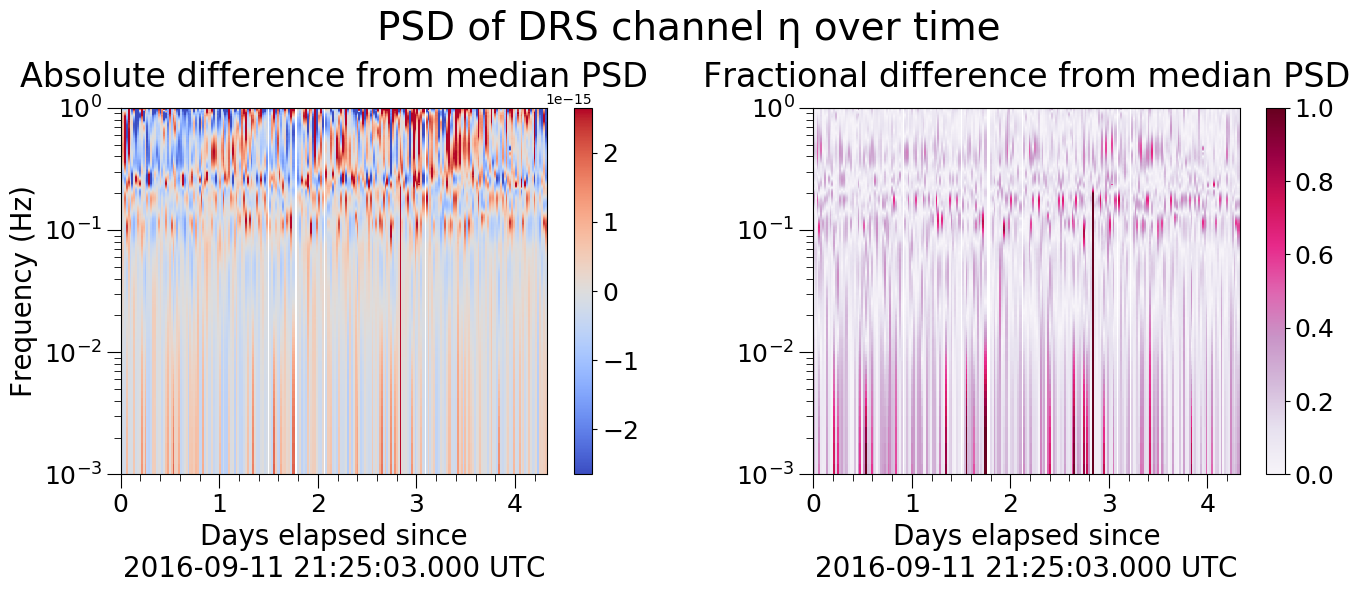 PSD of DRS channel η over time
Absolute difference from median PSD
1e−15
Frequency (Hz)
10⁰
10⁻¹
10⁻²
10⁻³
0 1 2 3 4
2
1
0
−1
−2
Days elapsed since
2016-09-11 21:25:03.000 UTC
Fractional difference from median PSD
10⁰
10⁻¹
10⁻²
10⁻³
0 1 2 3 4
1.0
0.8
0.6
0.4
0.2
0.0
Days elapsed since
2016-09-11 21:25:03.000 UTC